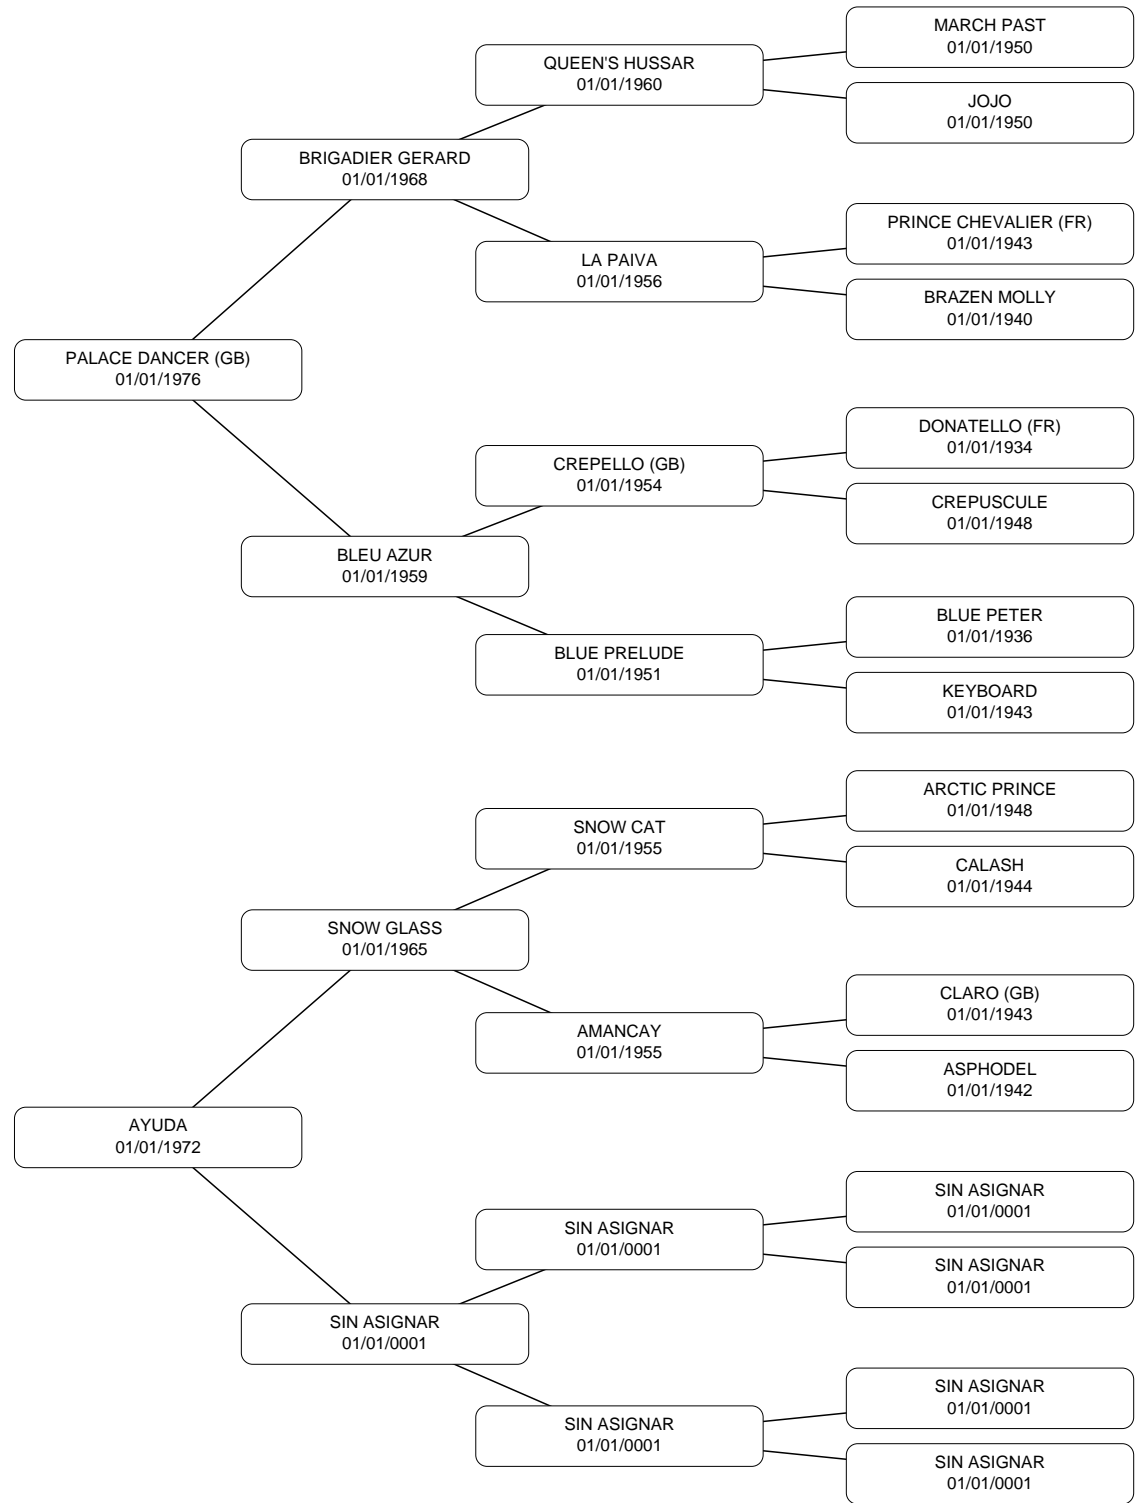 MARCH PAST
01/01/1950
QUEEN'S HUSSAR
01/01/1960
JOJO
01/01/1950
BRIGADIER GERARD
01/01/1968
PRINCE CHEVALIER (FR)
01/01/1943
LA PAIVA
01/01/1956
BRAZEN MOLLY
01/01/1940
PALACE DANCER (GB)
01/01/1976
DONATELLO (FR)
01/01/1934
CREPELLO (GB)
01/01/1954
CREPUSCULE
01/01/1948
BLEU AZUR
01/01/1959
BLUE PETER
01/01/1936
BLUE PRELUDE
01/01/1951
KEYBOARD
01/01/1943
ARCTIC PRINCE
01/01/1948
SNOW CAT
01/01/1955
CALASH
01/01/1944
SNOW GLASS
01/01/1965
CLARO (GB)
01/01/1943
AMANCAY
01/01/1955
ASPHODEL
01/01/1942
AYUDA
01/01/1972
SIN ASIGNAR
01/01/0001
SIN ASIGNAR
01/01/0001
SIN ASIGNAR
01/01/0001
SIN ASIGNAR
01/01/0001
SIN ASIGNAR
01/01/0001
SIN ASIGNAR
01/01/0001
SIN ASIGNAR
01/01/0001